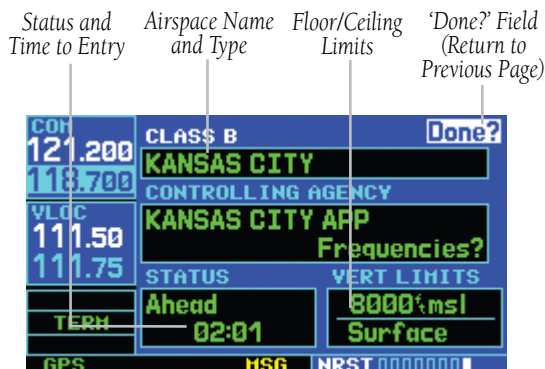 Status and
Time to Entry
Airspace Name
and Type
Floor/Ceiling
Limits
'Done?' Field
(Return to
Previous Page)
COM
121.200
118.700
VLOC
111.50
111.75
TERM
CLASS B
Done?
KANSAS CITY
CONTROLLING AGENCY
KANSAS CITY APP
Frequencies?
STATUS
VERT LIMITS
Ahead
02:01
8000ft msl
Surface
GPS
MSG
NRST